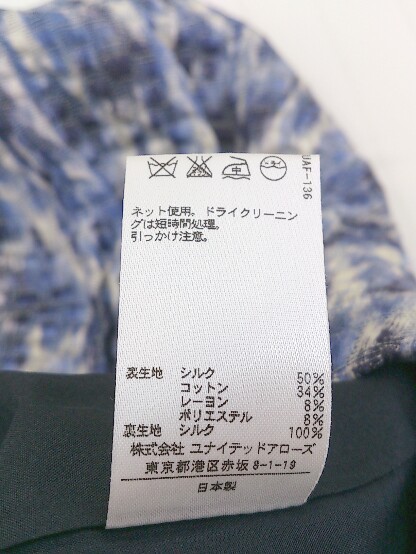 UAF-136
中
ネット使用。ドライクリーニン
グは短時間処理。
引っかけ注意。
表生地 シルク 50%
コットン 34%
レーヨン 8%
ポリエステル 8%
裏生地 シルク 100%
株式会社 ユナイテッドアローズ
東京都港区赤坂 8-1-19
日本製